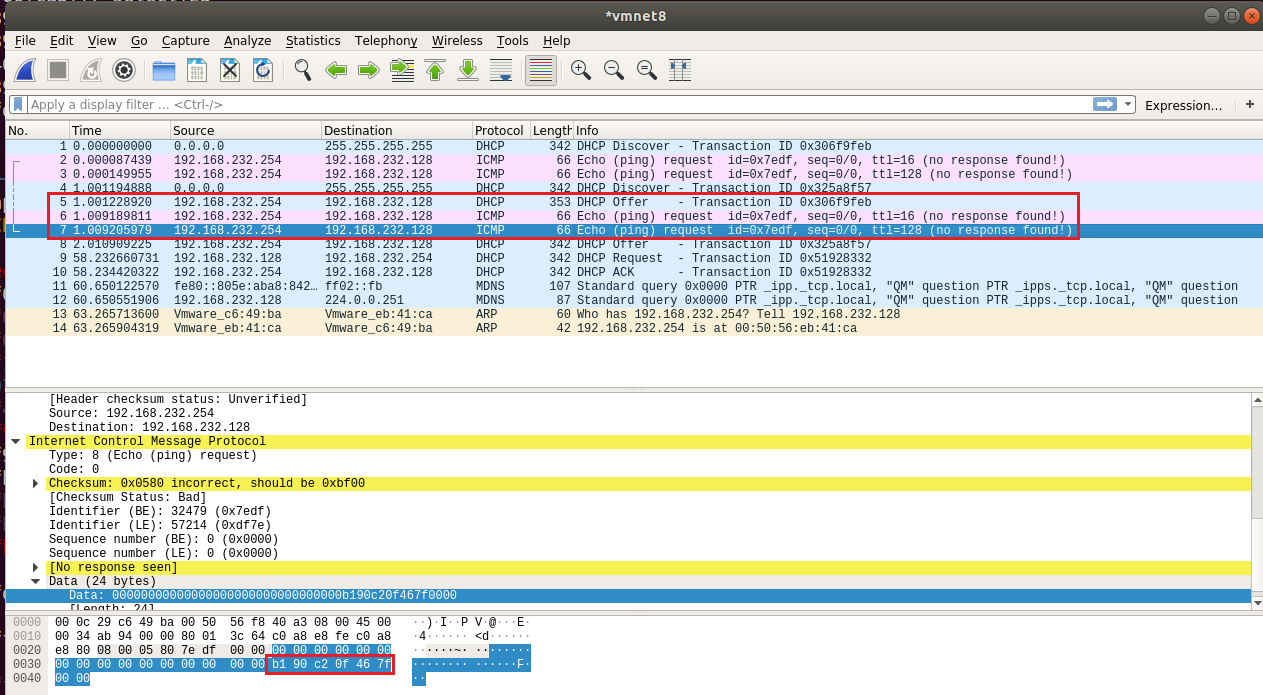 *vmnet8
File Edit View Go Capture Analyze Statistics Telephony Wireless Tools Help
Apply a display filter ... <Ctrl-/> Expression... +
No. Time Source Destination Protocol Length Info
1 0.000000000 0.0.0.0 255.255.255.255 DHCP 342 DHCP Discover - Transaction ID 0x306f9feb
2 0.000087439 192.168.232.254 192.168.232.128 ICMP 66 Echo (ping) request id=0x7edf, seq=0/0, ttl=16 (no response found!)
3 0.000149955 192.168.232.254 192.168.232.128 ICMP 66 Echo (ping) request id=0x7edf, seq=0/0, ttl=128 (no response found!)
4 1.001194888 0.0.0.0 255.255.255.255 DHCP 342 DHCP Discover - Transaction ID 0x325a8f57
5 1.001228920 192.168.232.254 192.168.232.128 DHCP 353 DHCP Offer - Transaction ID 0x306f9feb
6 1.009189811 192.168.232.254 192.168.232.128 ICMP 66 Echo (ping) request id=0x7edf, seq=0/0, ttl=16 (no response found!)
7 1.009205979 192.168.232.254 192.168.232.128 ICMP 66 Echo (ping) request id=0x7edf, seq=0/0, ttl=128 (no response found!)
8 2.010909225 192.168.232.254 192.168.232.128 DHCP 342 DHCP Offer - Transaction ID 0x325a8f57
9 58.232660731 192.168.232.128 192.168.232.254 DHCP 342 DHCP Request - Transaction ID 0x51928332
10 58.234420322 192.168.232.254 192.168.232.128 DHCP 342 DHCP ACK - Transaction ID 0x51928332
11 60.650122570 fe80::805e:aba8:842… ff02::fb MDNS 107 Standard query 0x0000 PTR _ipp._tcp.local, "QM" question PTR _ipps._tcp.local, "QM" question
12 60.650551906 192.168.232.128 224.0.0.251 MDNS 87 Standard query 0x0000 PTR _ipp._tcp.local, "QM" question PTR _ipps._tcp.local, "QM" question
13 63.265713600 Vmware_c6:49:ba Vmware_eb:41:ca ARP 60 Who has 192.168.232.254? Tell 192.168.232.128
14 63.265904319 Vmware_eb:41:ca Vmware_c6:49:ba ARP 42 192.168.232.254 is at 00:50:56:eb:41:ca
[Header checksum status: Unverified]
Source: 192.168.232.254
Destination: 192.168.232.128
Internet Control Message Protocol
Type: 8 (Echo (ping) request)
Code: 0
Checksum: 0x0580 incorrect, should be 0xbf00
[Checksum Status: Bad]
Identifier (BE): 32479 (0x7edf)
Identifier (LE): 57214 (0xdf7e)
Sequence number (BE): 0 (0x0000)
Sequence number (LE): 0 (0x0000)
[No response seen]
Data (24 bytes)
Data: 00000000000000000000000000000000b190c20f467f0000
[Length: 24]
0000 00 0c 29 c6 49 ba 00 50 56 f8 40 a3 08 00 45 00 ··)·I··P V·@···E·
0010 00 34 ab 94 00 00 80 01 3c 64 c0 a8 e8 fe c0 a8 ·4······ <d······
0020 e8 80 08 00 05 80 7e df 00 00 00 00 00 00 00 00 ······~· ········
0030 00 00 00 00 00 00 00 00 00 00 b1 90 c2 0f 46 7f ········ ······F·
0040 00 00 ··